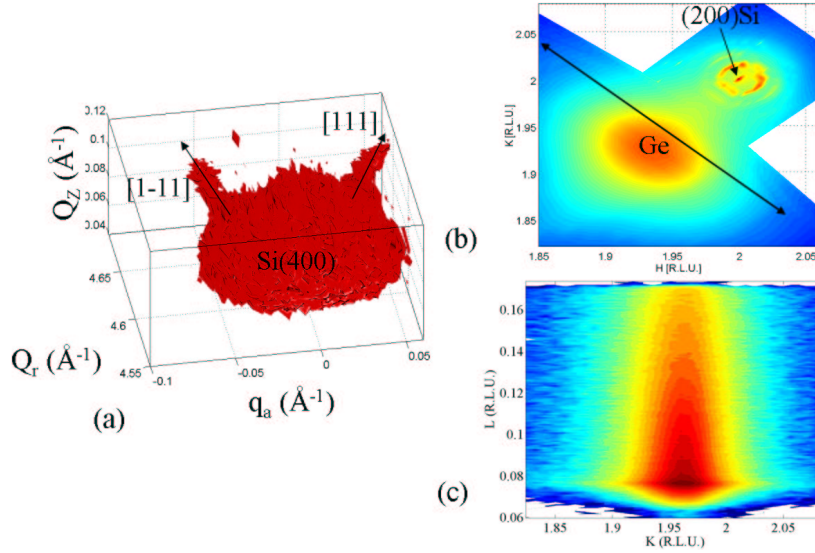 0.12
0.1
0.08
0.06
0.04
Q_Z (Å⁻¹)
[1-11]
[111]
Si(400)
4.65
4.6
4.55
Q_r (Å⁻¹)
-0.1
-0.05
0
0.05
q_a (Å⁻¹)
(a)
(200)Si
2.05
2
1.95
1.9
1.85
K[R.L.U.]
Ge
1.85
1.9
1.95
2
2.05
H [R.L.U.]
(b)
0.16
0.14
0.12
0.1
0.08
0.06
L (R.L.U.)
1.85
1.9
1.95
2
2.05
K (R.L.U.)
(c)